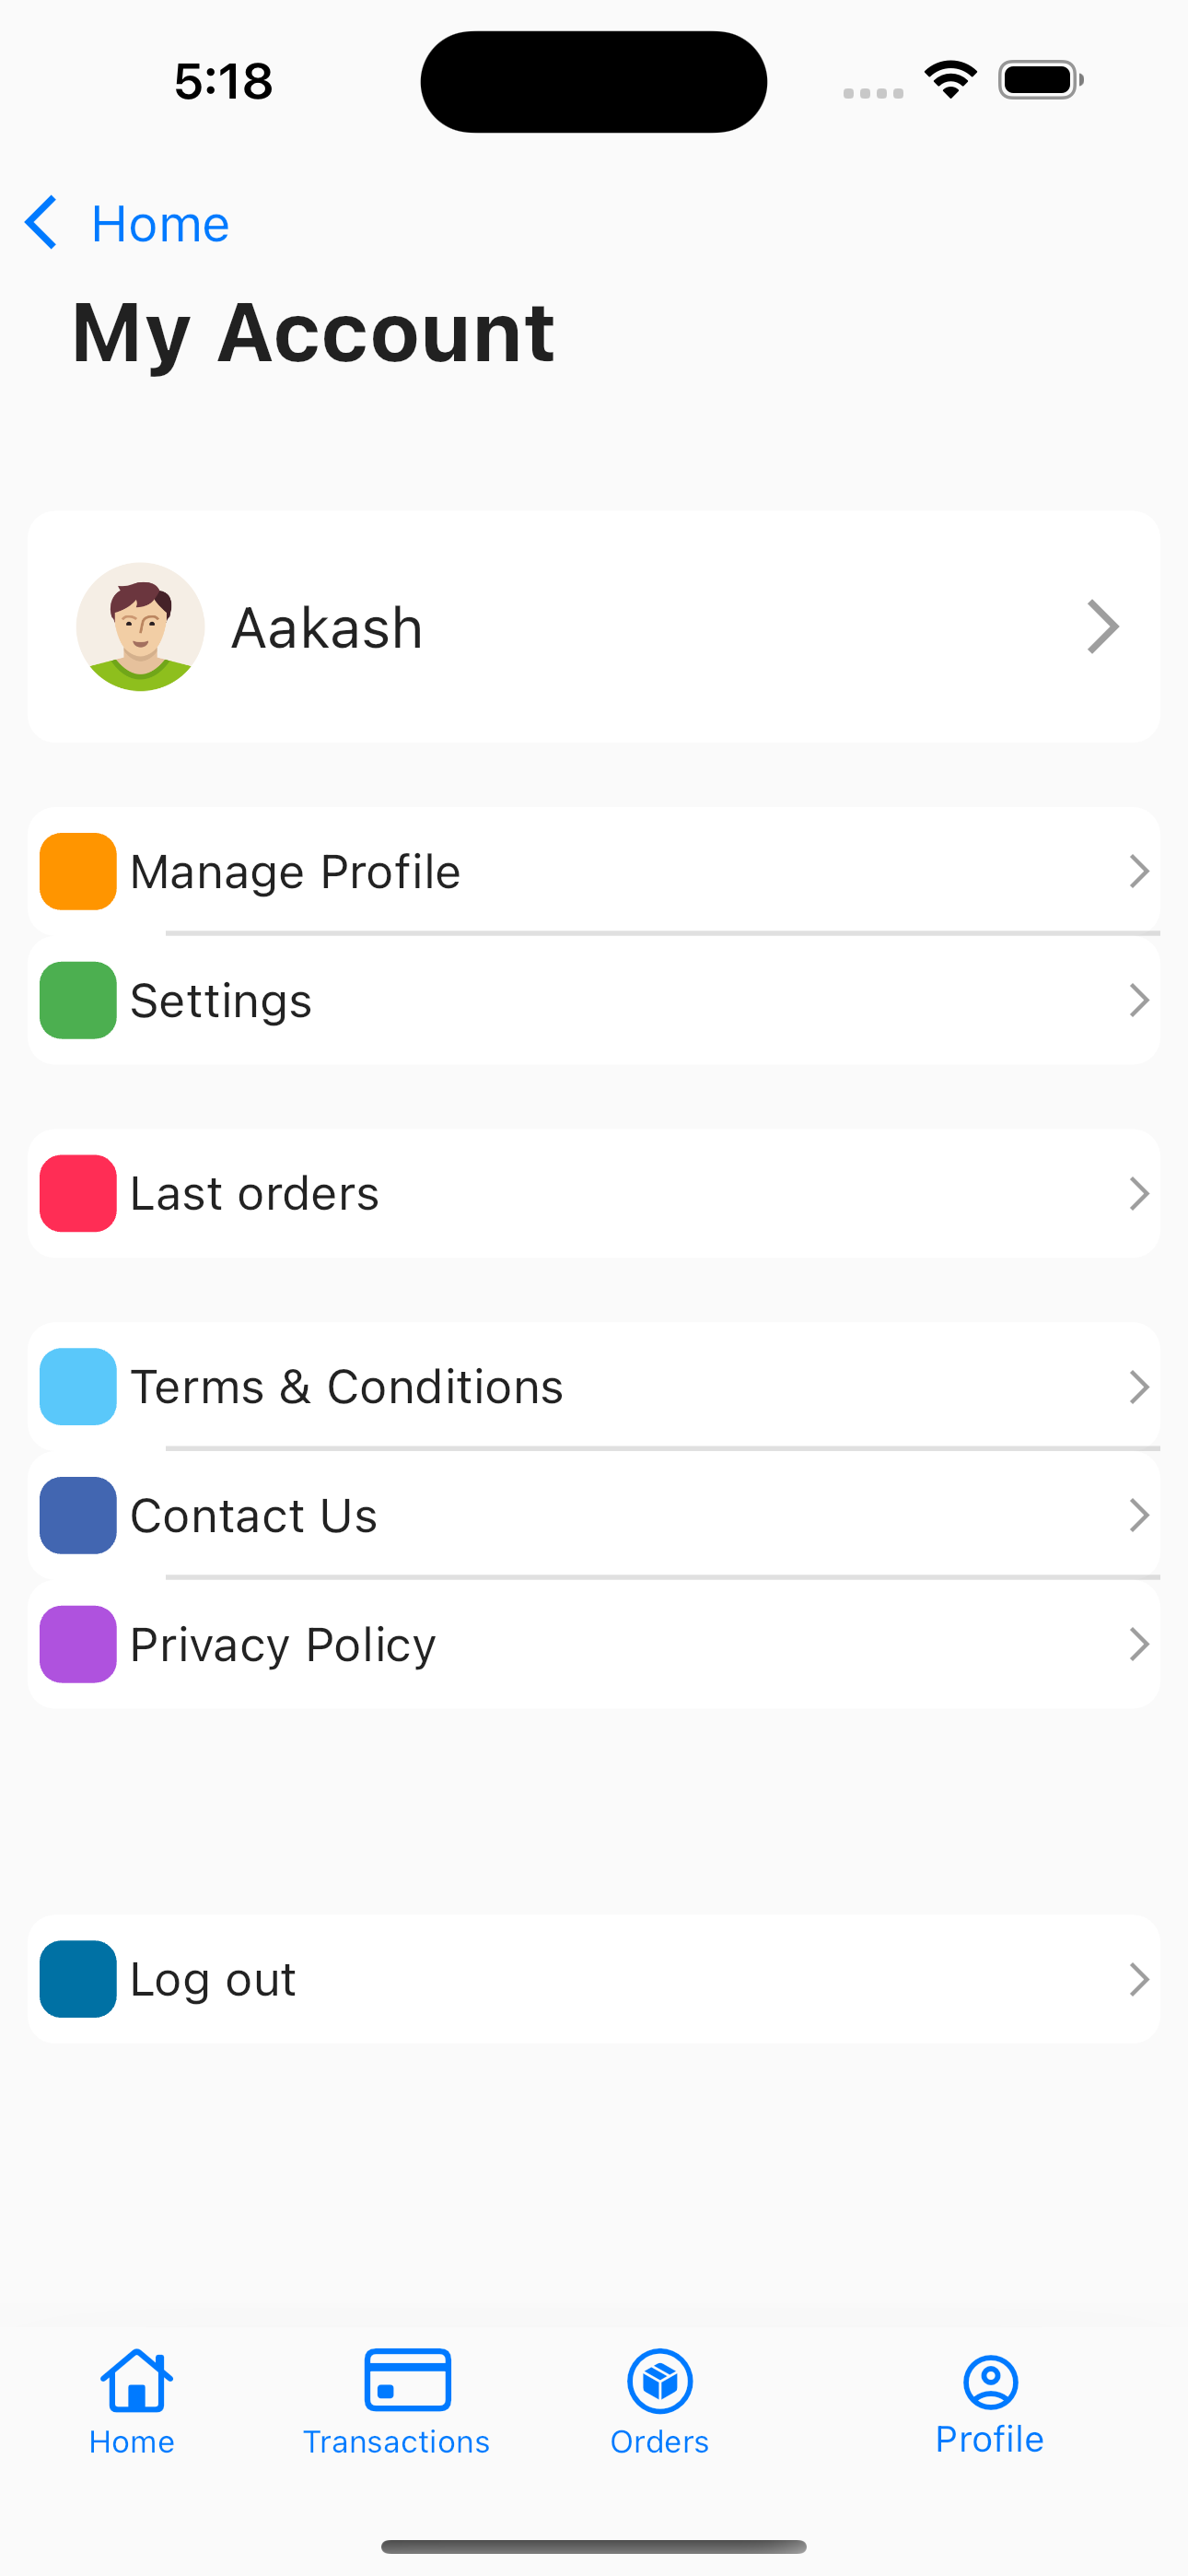 5:18
Home
My Account
Aakash
Manage Profile
Settings
Last orders
Terms & Conditions
Contact Us
Privacy Policy
Log out
Home
Transactions
Orders
Profile